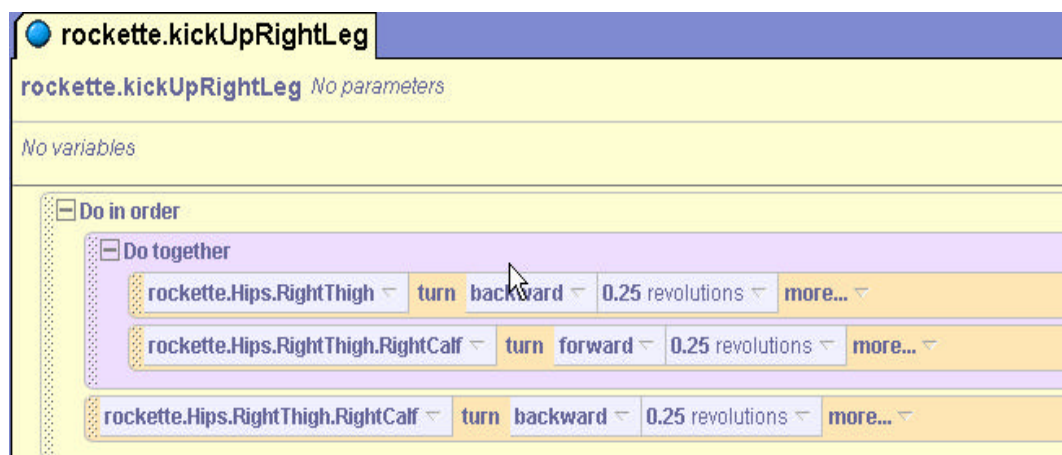 rockette.kickUpRightLeg
rockette.kickUpRightLeg No parameters
No variables
Do in order
Do together
rockette.Hips.RightThigh turn backward 0.25 revolutions more...
rockette.Hips.RightThigh.RightCalf turn forward 0.25 revolutions more...
rockette.Hips.RightThigh.RightCalf turn backward 0.25 revolutions more...